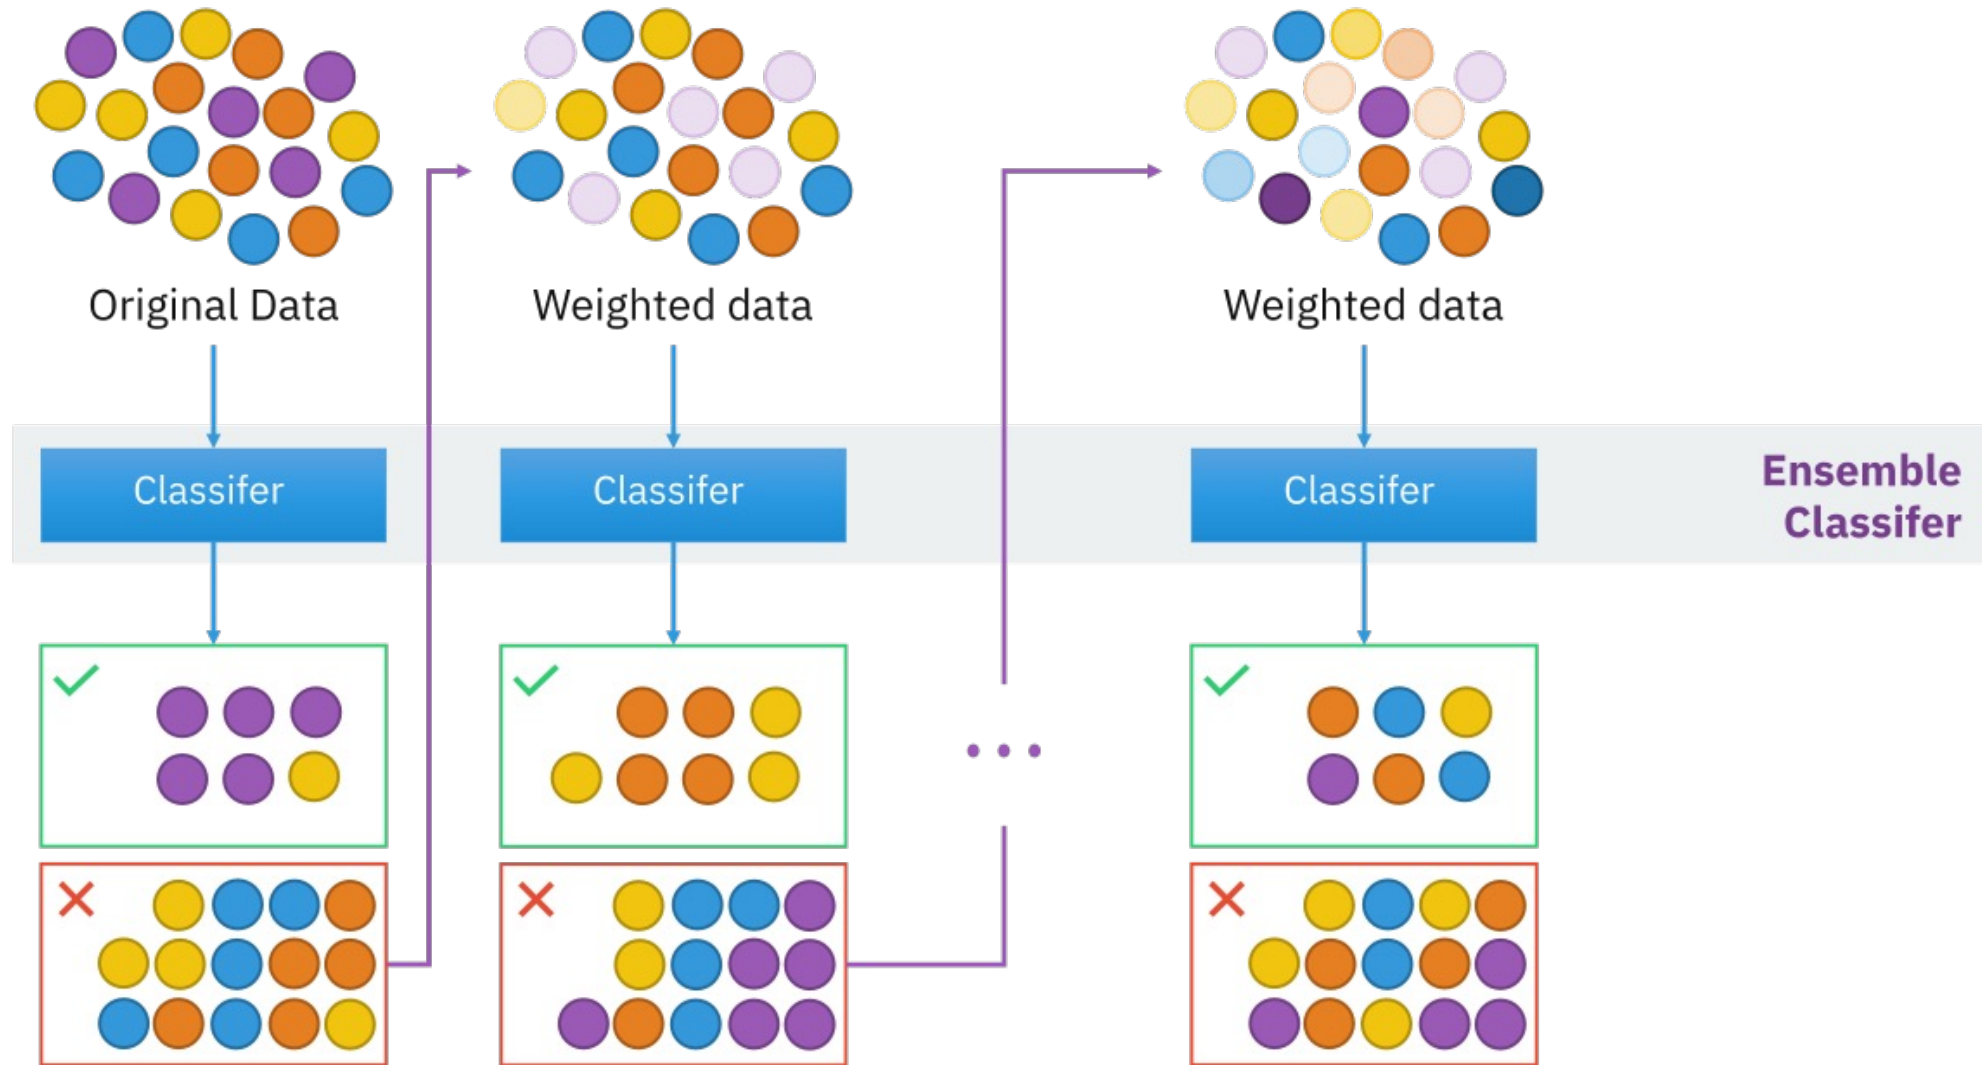 Original Data
Weighted data
Weighted data
Classifer
Classifer
Classifer
Ensemble
Classifer